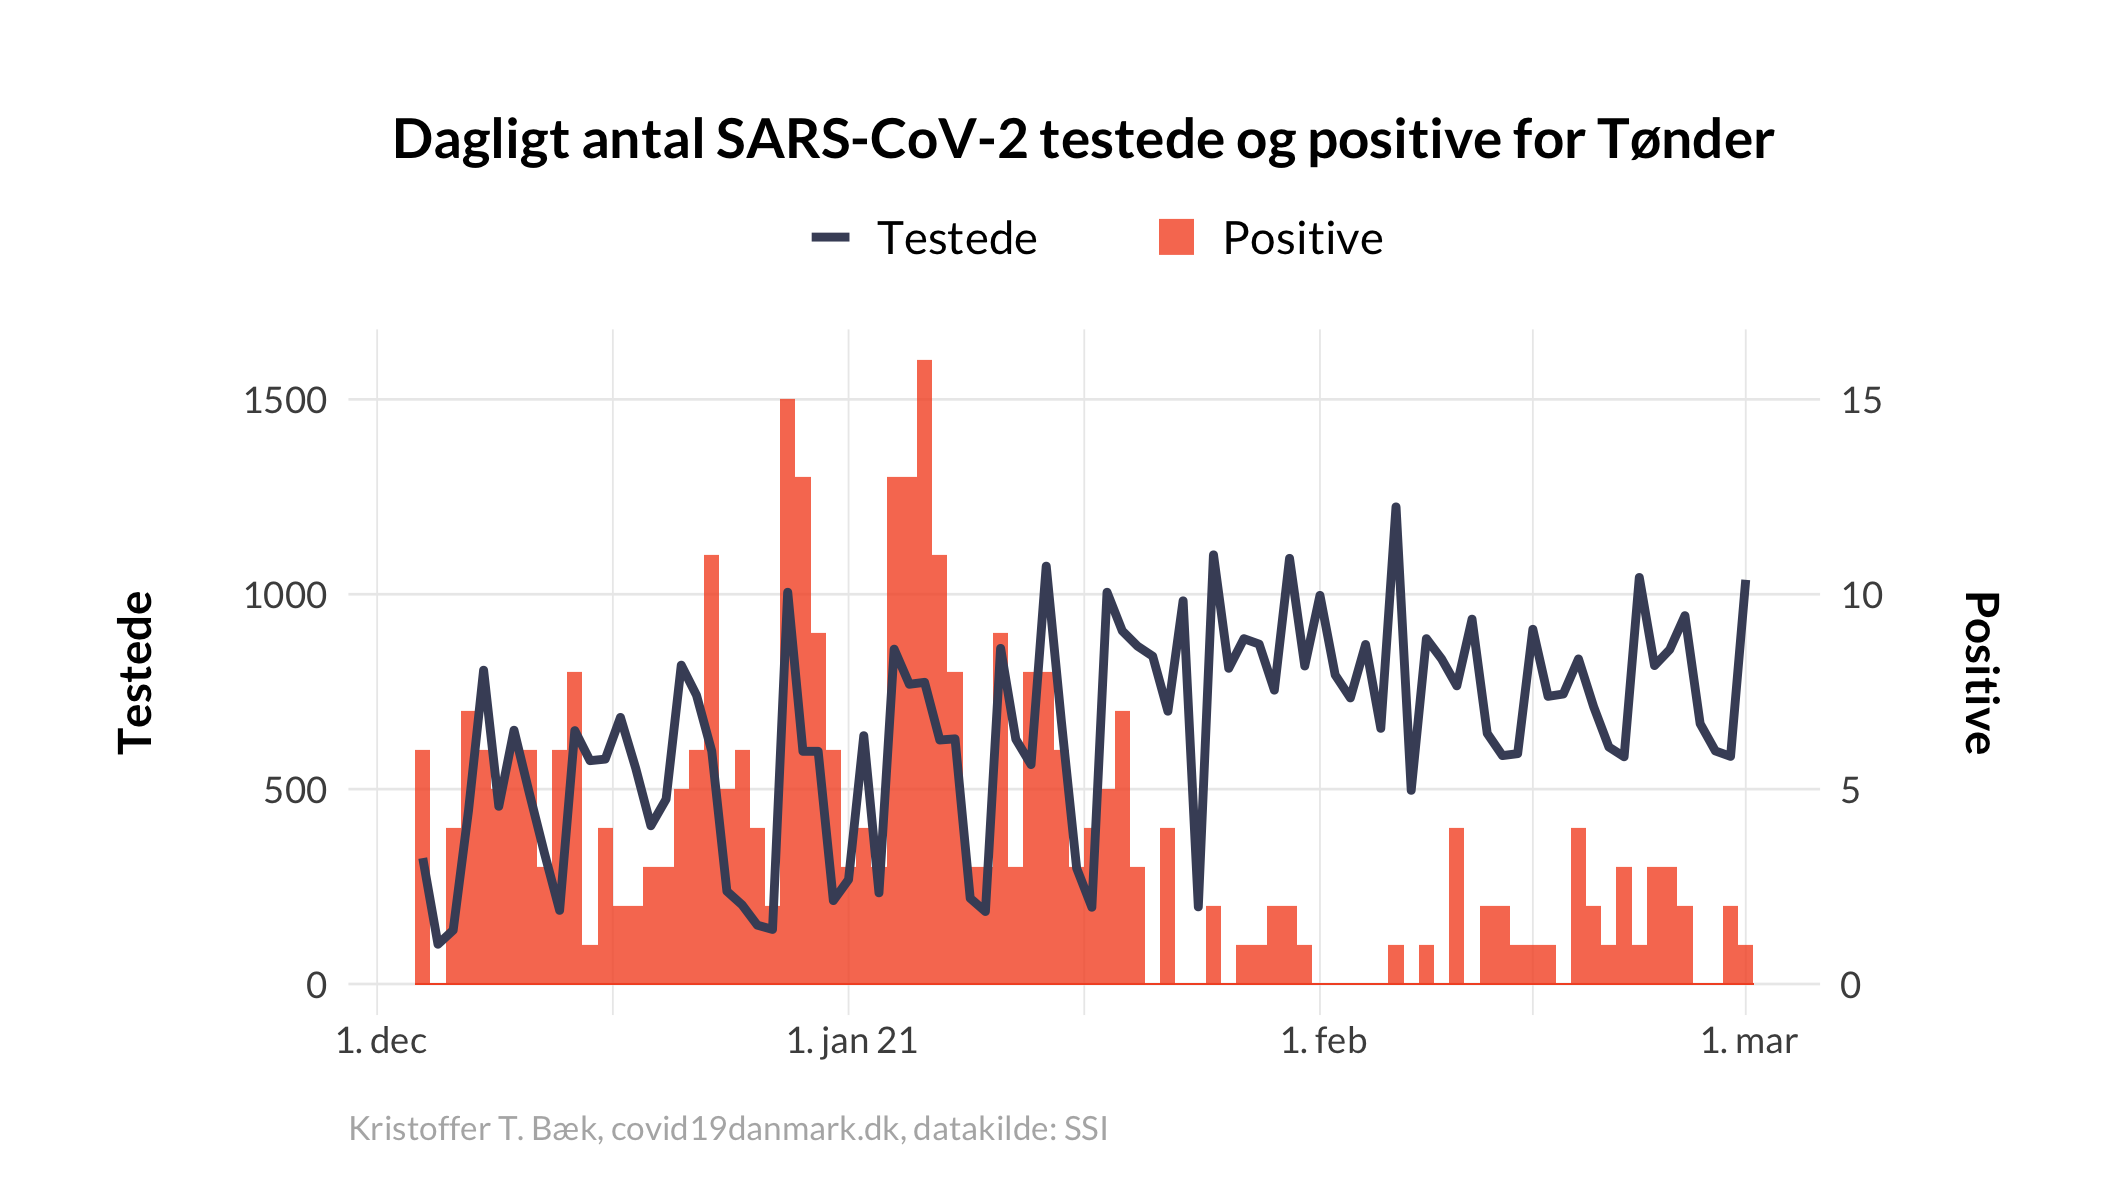 Dagligt antal SARS-CoV-2 testede og positive for Tønder
Testede Positive
1500 15
1000 10
500 5
0 0
Testede
Positive
1. dec 1. jan 21 1. feb 1. mar
Kristoffer T. Bæk, covid19danmark.dk, datakilde: SSI